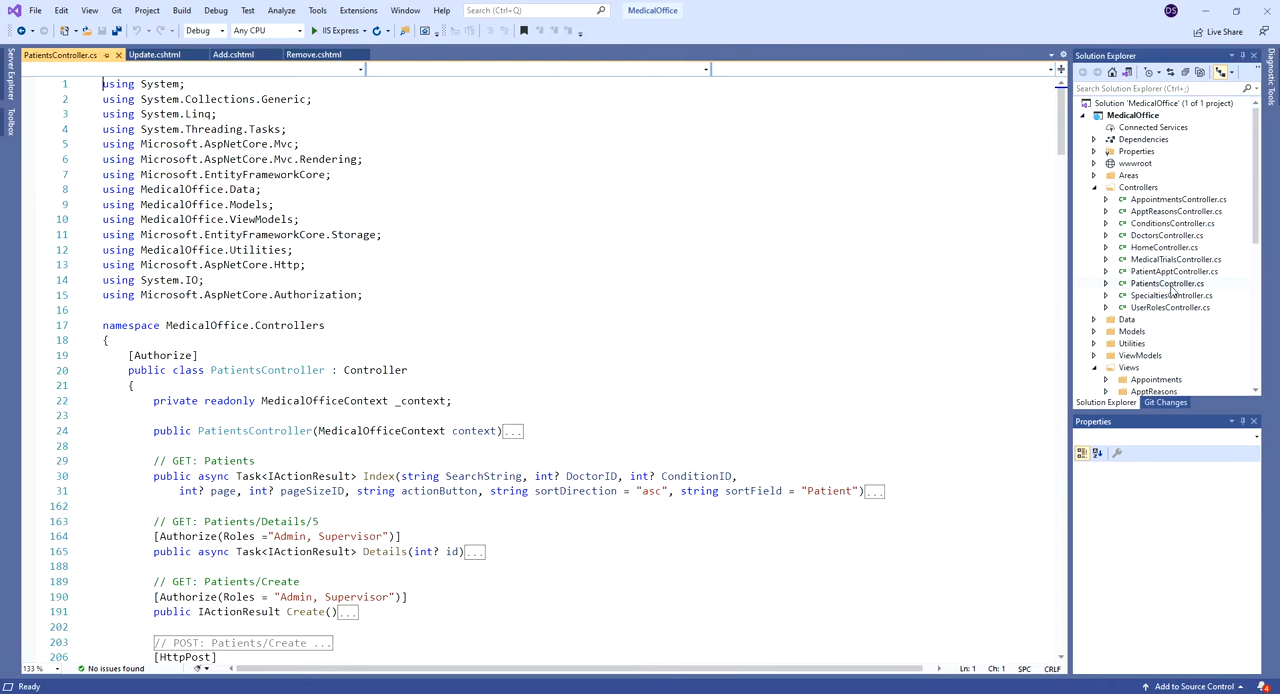 File Edit View Git Project Build Debug Test Analyze Tools Extensions Window Help Search (Ctrl+Q) MedicalOffice DS
Debug Any CPU IIS Express Live Share
Server Explorer
Toolbox
PatientsController.cs Update.cshtml Add.cshtml Remove.cshtml
1 using System;
2 using System.Collections.Generic;
3 using System.Linq;
4 using System.Threading.Tasks;
5 using Microsoft.AspNetCore.Mvc;
6 using Microsoft.AspNetCore.Mvc.Rendering;
7 using Microsoft.EntityFrameworkCore;
8 using MedicalOffice.Data;
9 using MedicalOffice.Models;
10 using MedicalOffice.ViewModels;
11 using Microsoft.EntityFrameworkCore.Storage;
12 using MedicalOffice.Utilities;
13 using Microsoft.AspNetCore.Http;
14 using System.IO;
15 using Microsoft.AspNetCore.Authorization;
16
17 namespace MedicalOffice.Controllers
18 {
19 [Authorize]
20 public class PatientsController : Controller
21 {
22 private readonly MedicalOfficeContext _context;
23
24 public PatientsController(MedicalOfficeContext context)...
28
29 // GET: Patients
30 public async Task<IActionResult> Index(string SearchString, int? DoctorID, int? ConditionID,
31 int? page, int? pageSizeID, string actionButton, string sortDirection = "asc", string sortField = "Patient")...
162
163 // GET: Patients/Details/5
164 [Authorize(Roles ="Admin, Supervisor")]
165 public async Task<IActionResult> Details(int? id)...
188
189 // GET: Patients/Create
190 [Authorize(Roles = "Admin, Supervisor")]
191 public IActionResult Create()...
202
203 // POST: Patients/Create ...
206 [HttpPost]
133 % No issues found Ln: 1 Ch: 1 SPC CRLF
Solution Explorer
Search Solution Explorer (Ctrl+;)
Solution 'MedicalOffice' (1 of 1 project)
MedicalOffice
Connected Services
Dependencies
Properties
wwwroot
Areas
Controllers
AppointmentsController.cs
ApptReasonsController.cs
ConditionsController.cs
DoctorsController.cs
HomeController.cs
MedicalTrialsController.cs
PatientApptController.cs
PatientsController.cs
SpecialtiesController.cs
UserRolesController.cs
Data
Models
Utilities
ViewModels
Views
Appointments
ApptReasons
Solution Explorer Git Changes
Properties
Diagnostic Tools
Ready Add to Source Control 4